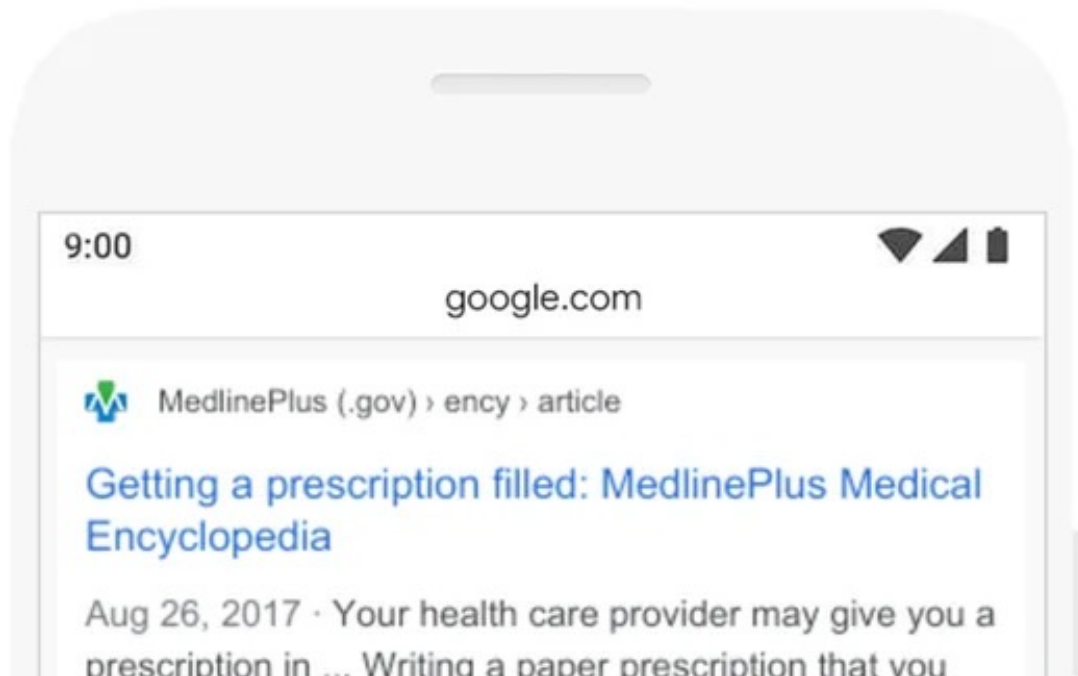 9:00
google.com
MedlinePlus (.gov) › ency › article
Getting a prescription filled: MedlinePlus Medical
Encyclopedia
Aug 26, 2017 · Your health care provider may give you a
prescription in ... Writing a paper prescription that you